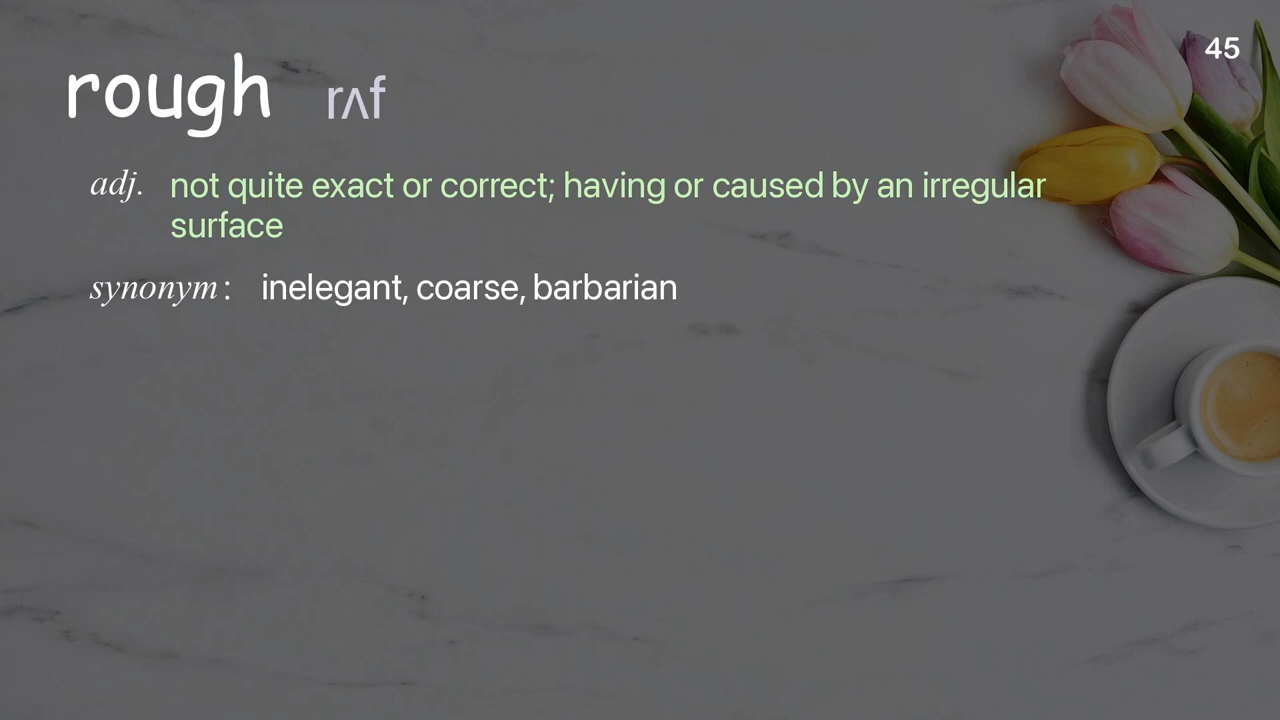 45
rough rʌf
adj. not quite exact or correct; having or caused by an irregular
surface
synonym: inelegant, coarse, barbarian